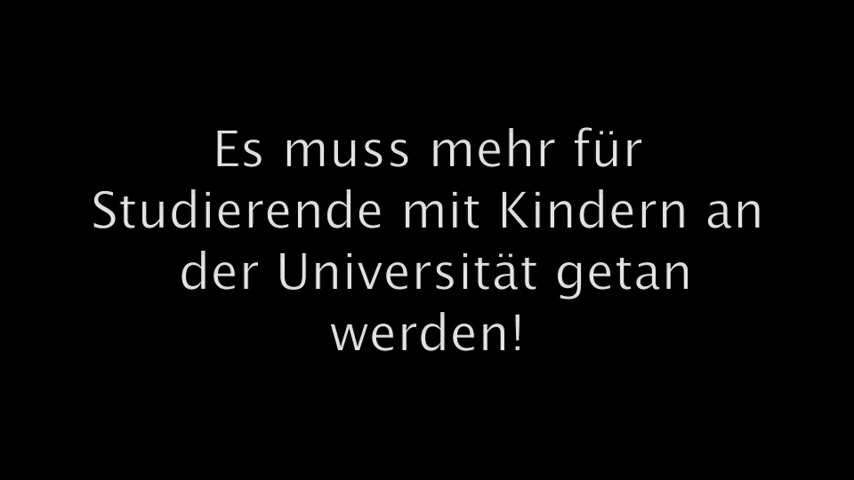 Es muss mehr für
Studierende mit Kindern an
der Universität getan
werden!